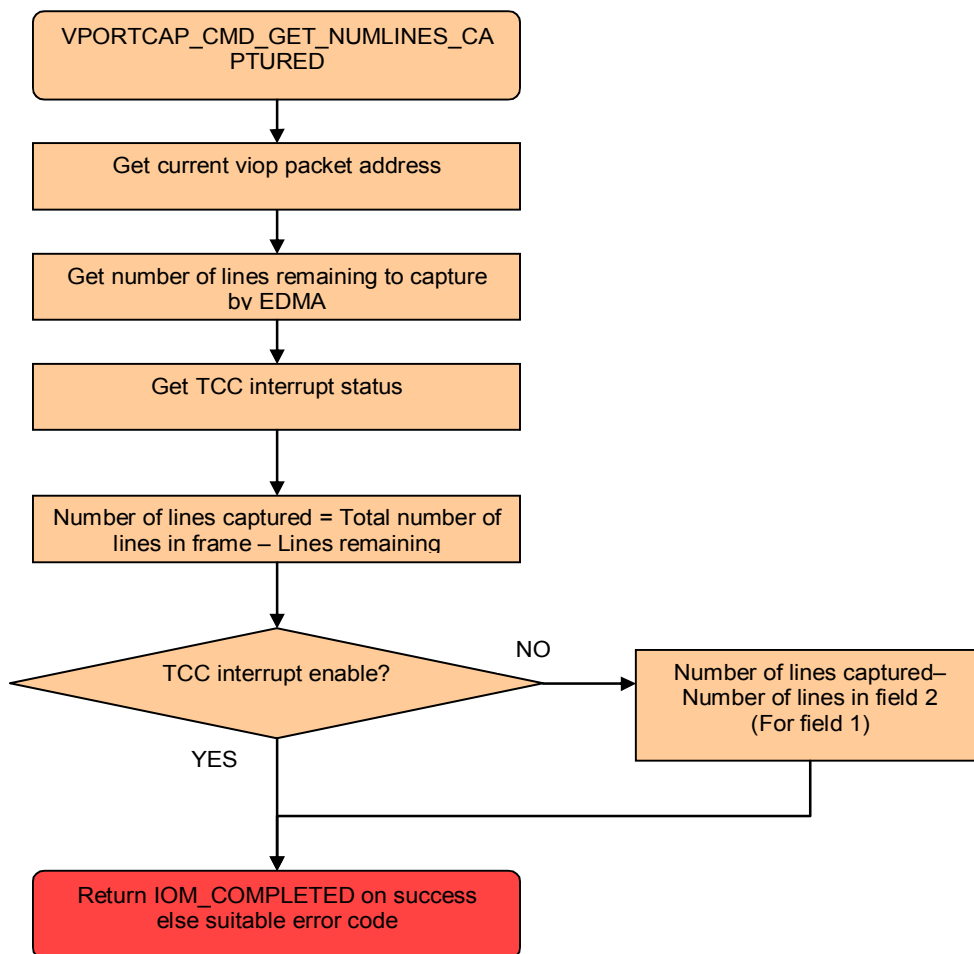 VPORTCAP_CMD_GET_NUMLINES_CA
PTURED
Get current viop packet address
Get number of lines remaining to capture
by EDMA
Get TCC interrupt status
Number of lines captured = Total number of
lines in frame – Lines remaining
TCC interrupt enable?
NO
Number of lines captured–
Number of lines in field 2
(For field 1)
YES
Return IOM_COMPLETED on success
else suitable error code